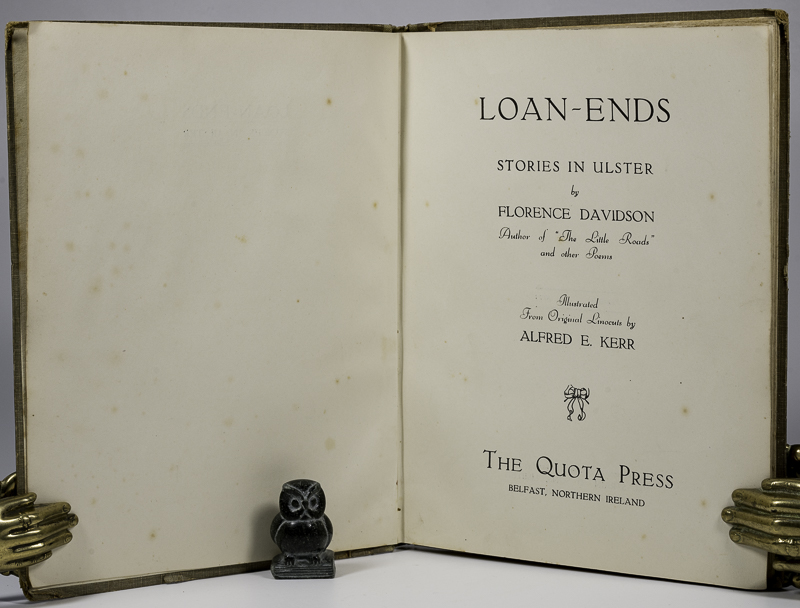 LOAN-ENDS
STORIES IN ULSTER
by
FLORENCE DAVIDSON
Author of "The Little Roads"
and other Poems
Illustrated
From Original Linocuts by
ALFRED E. KERR
THE QUOTA PRESS
BELFAST, NORTHERN IRELAND